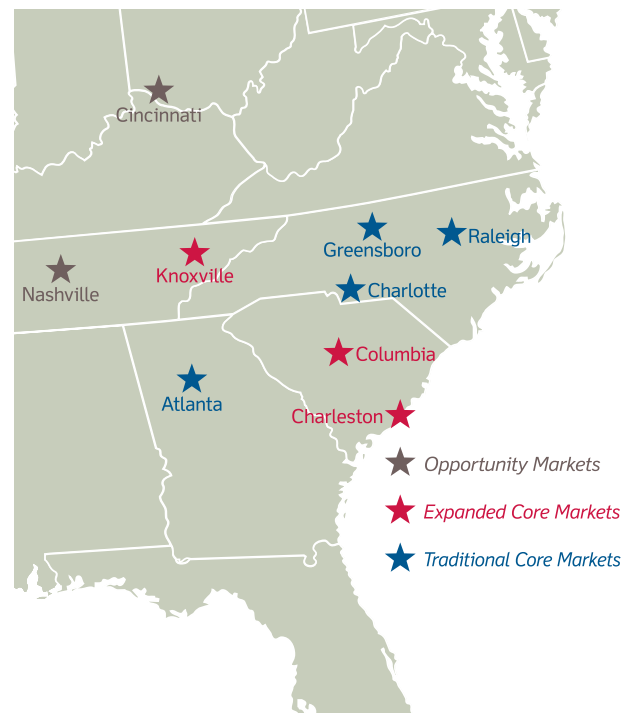 Cincinnati
Greensboro
Raleigh
Knoxville
Nashville
Charlotte
Columbia
Atlanta
Charleston
Opportunity Markets
Expanded Core Markets
Traditional Core Markets